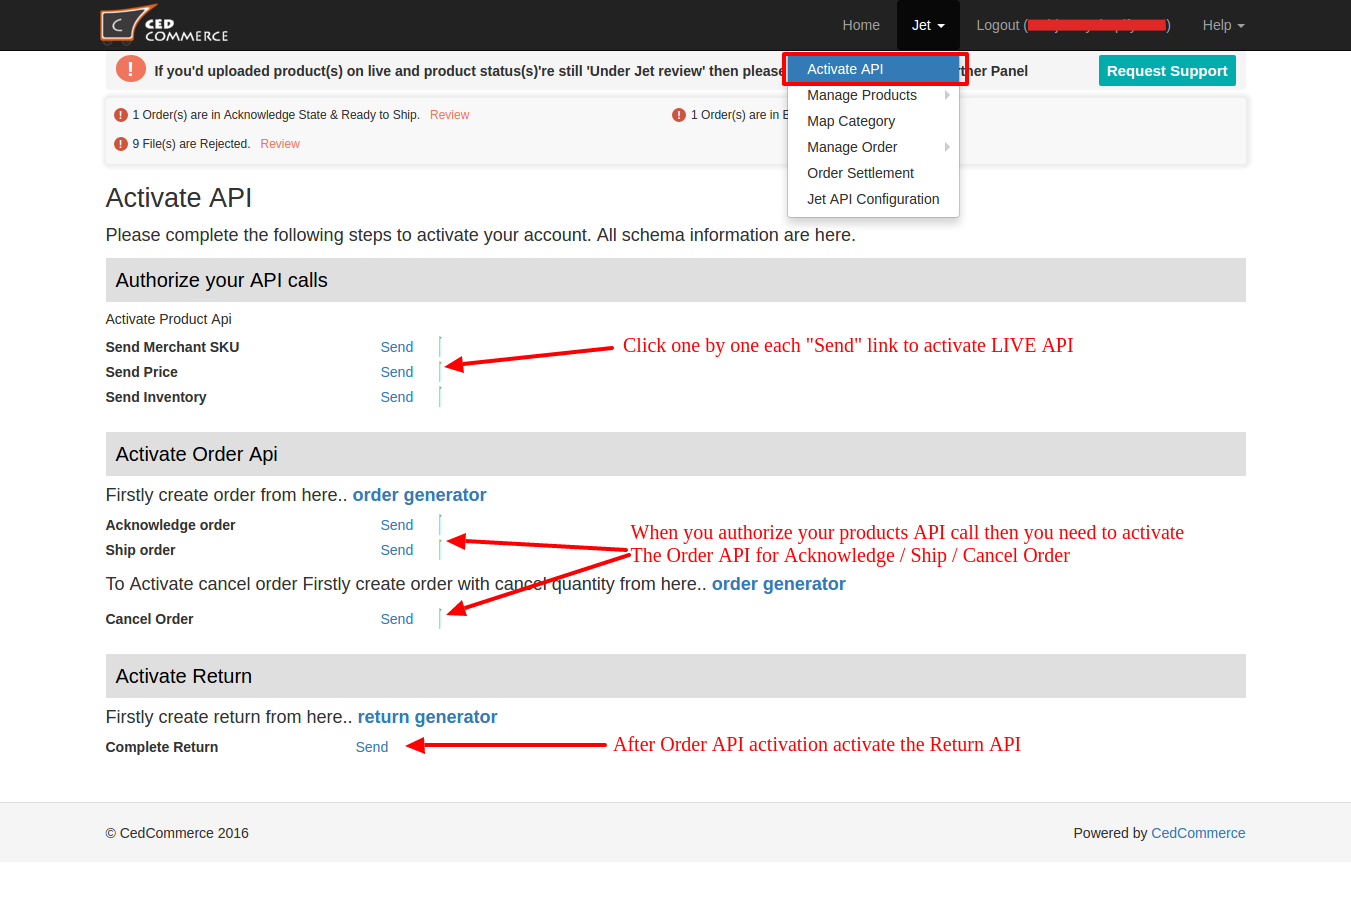 CED
COMMERCE
Home
Jet
Logout (
)
Help
If you'd uploaded product(s) on live and product status(s)'re still 'Under Jet review' then please
Panel
Request Support
Activate API
Manage Products
Map Category
Manage Order
Order Settlement
Jet API Configuration
1 Order(s) are in Acknowledge State & Ready to Ship. Review
1 Order(s) are in
9 File(s) are Rejected. Review
Activate API
Please complete the following steps to activate your account. All schema information are here.
Authorize your API calls
Activate Product Api
Send Merchant SKU Send
Click one by one each "Send" link to activate LIVE API
Send Price Send
Send Inventory Send
Activate Order Api
Firstly create order from here.. order generator
Acknowledge order Send
When you authorize your products API call then you need to activate
The Order API for Acknowledge / Ship / Cancel Order
Ship order Send
To Activate cancel order Firstly create order with cancel quantity from here.. order generator
Cancel Order Send
Activate Return
Firstly create return from here.. return generator
Complete Return Send
After Order API activation activate the Return API
© CedCommerce 2016
Powered by CedCommerce